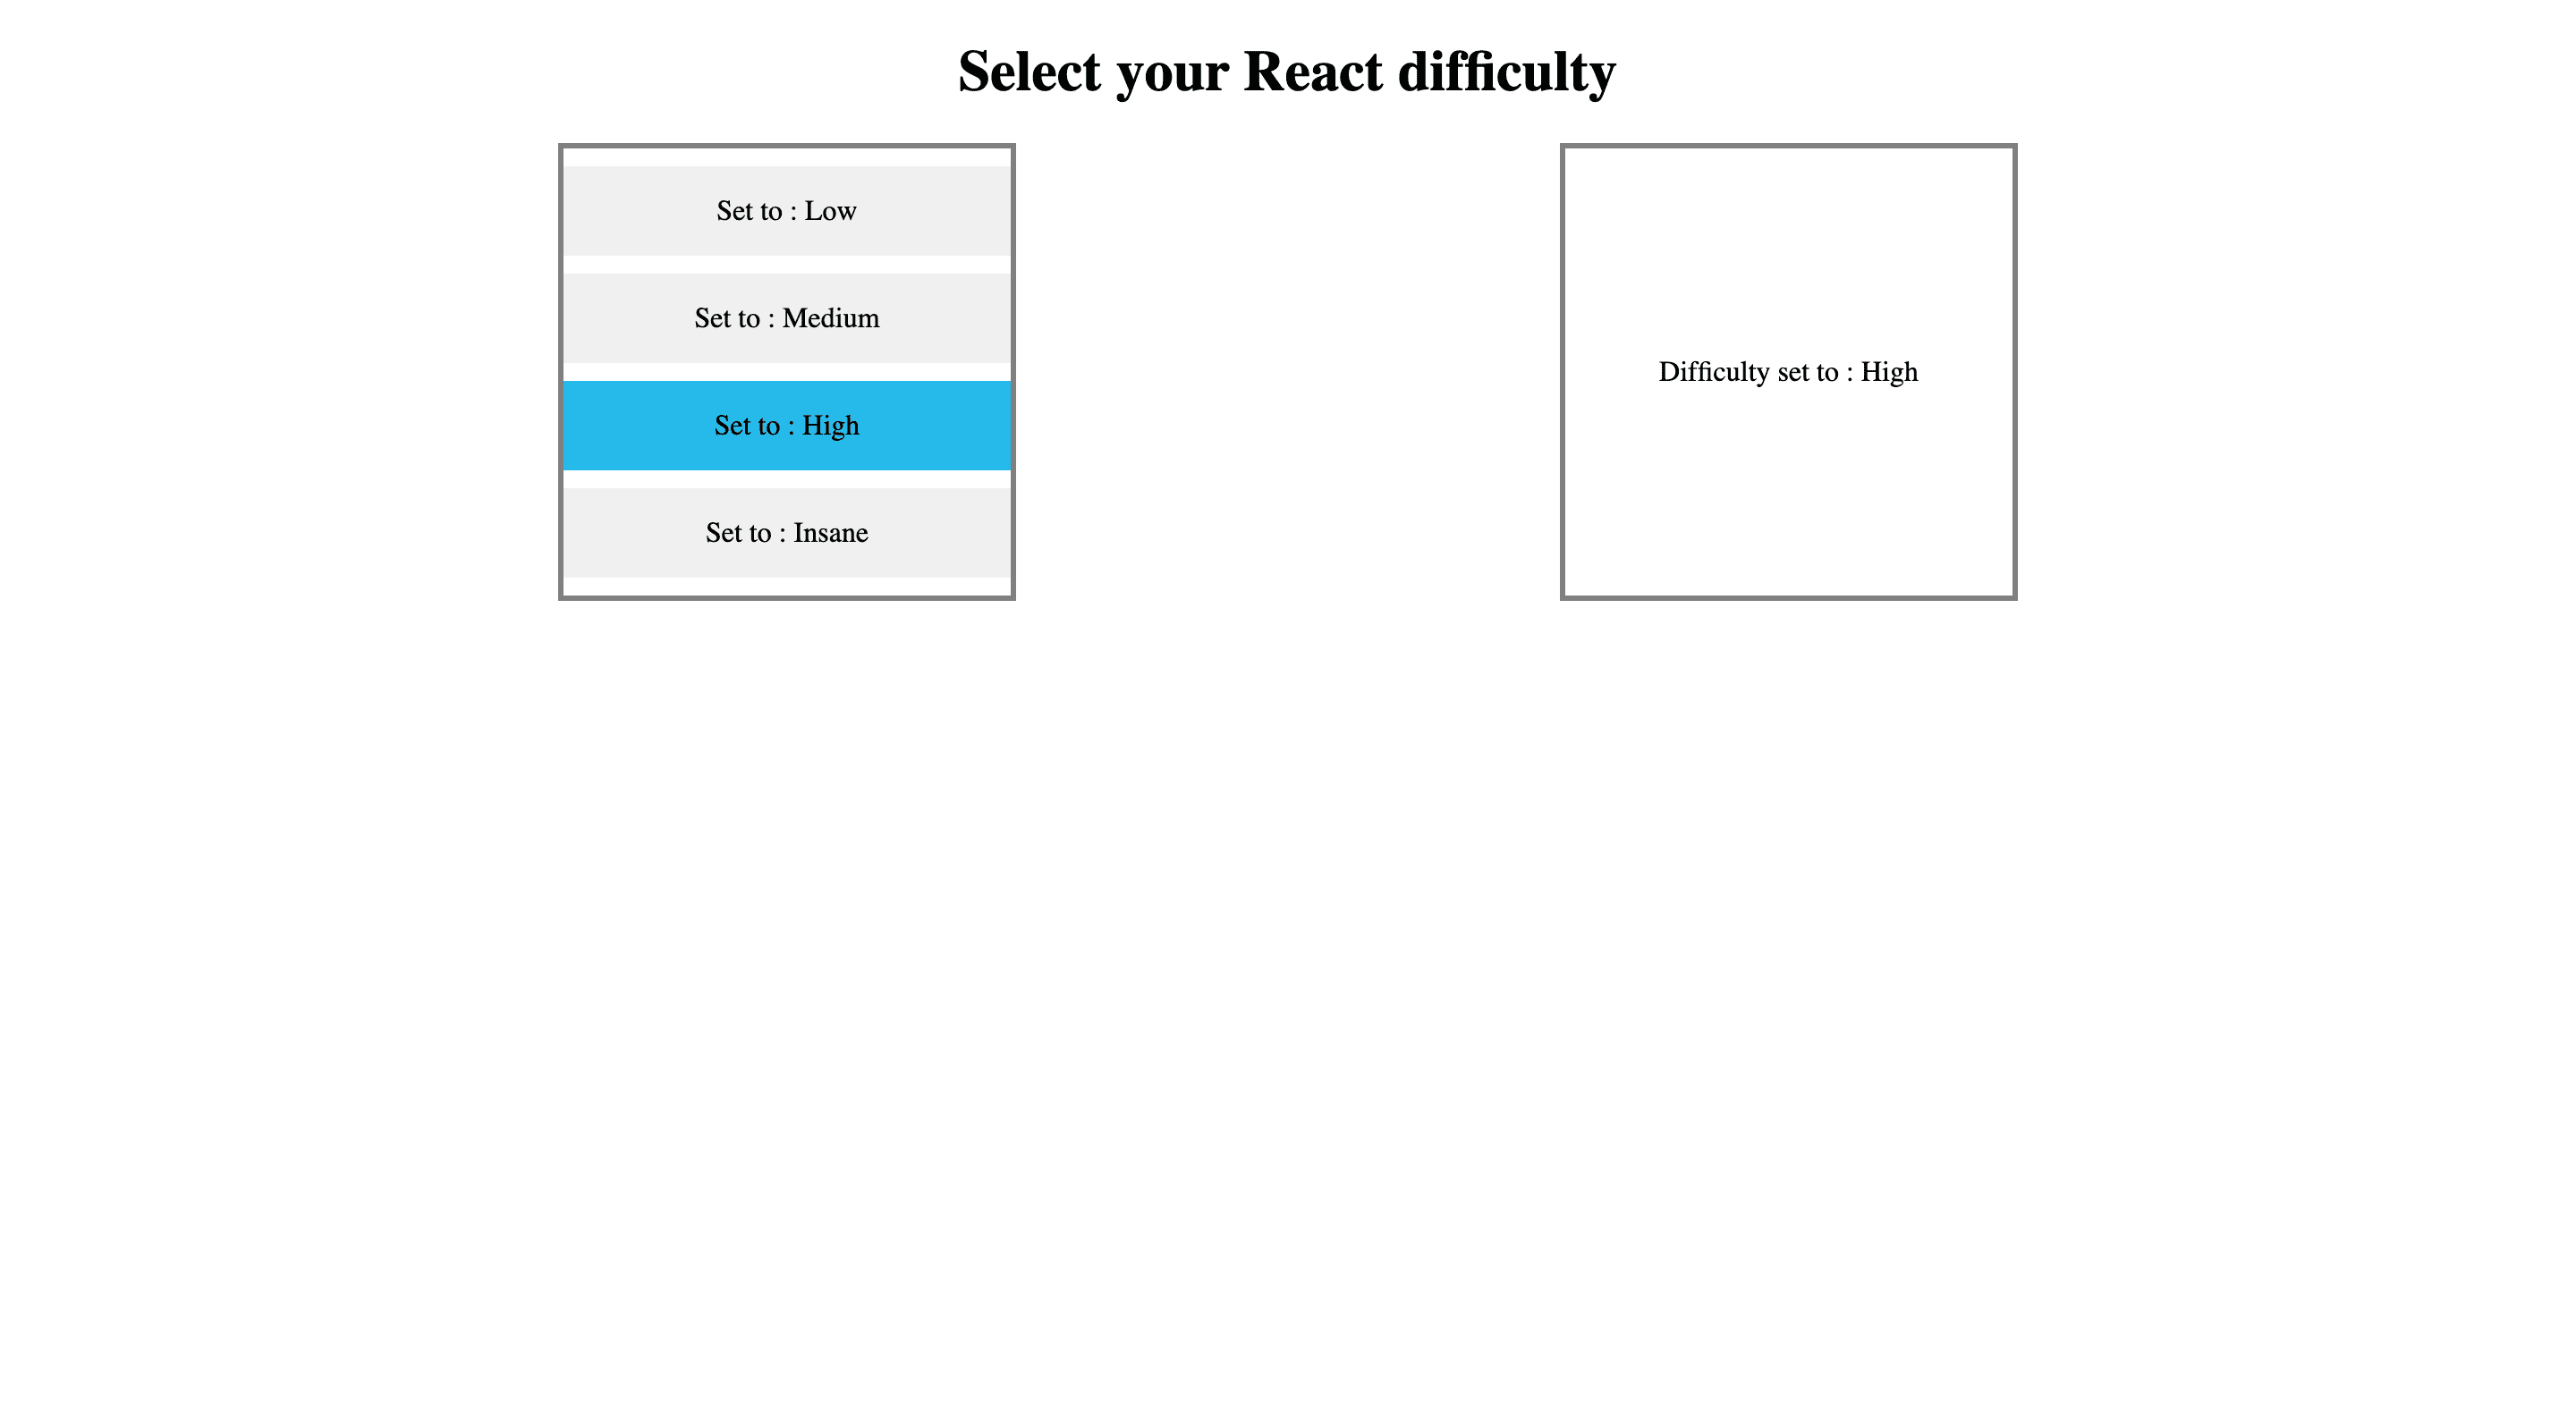 Select your React difficulty
Set to : Low
Set to : Medium
Set to : High
Set to : Insane
Difficulty set to : High